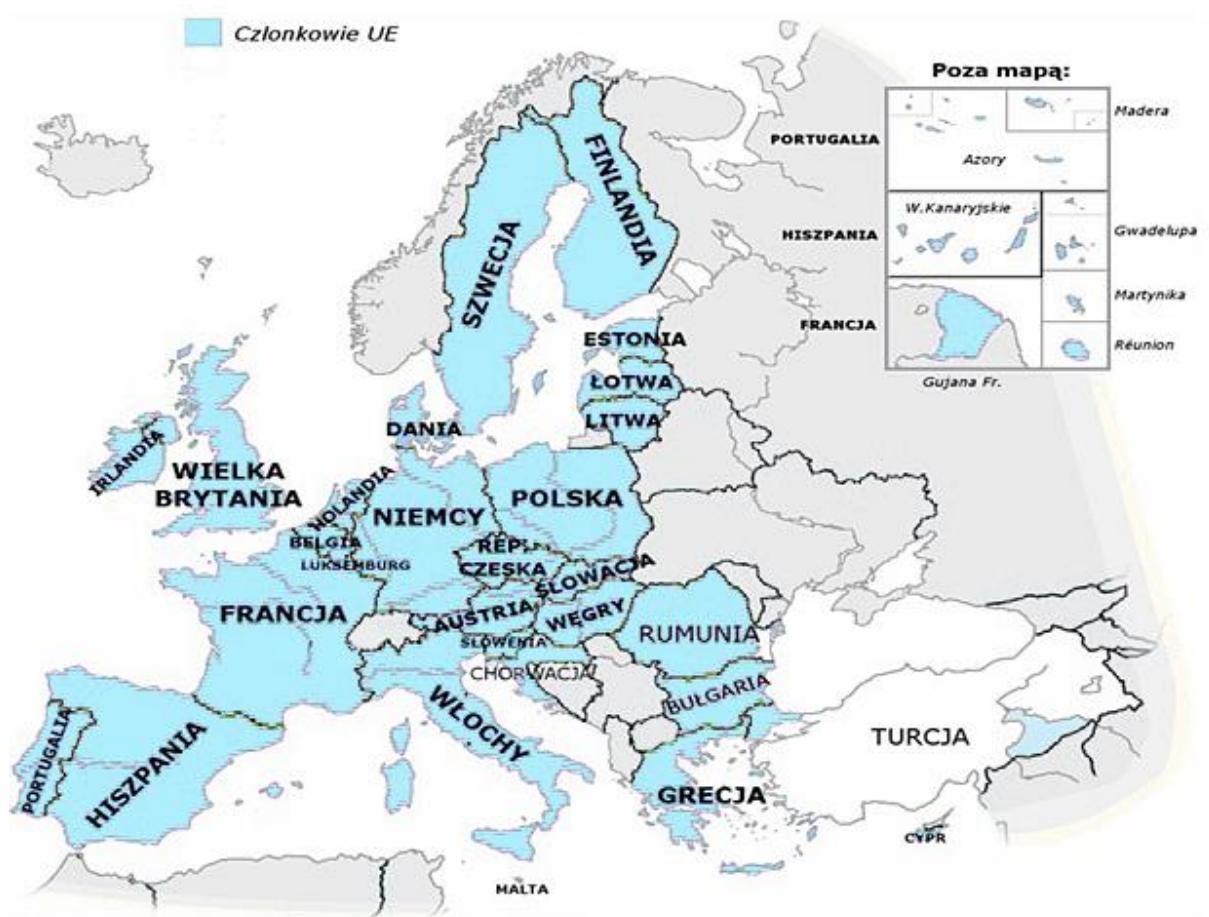 Członkowie UE
Poza mapą:
Madera
PORTUGALIA
Azory
W.Kanaryjskie
HISZPANIA
Gwadelupa
Martynika
FRANCJA
Réunion
Gujana Fr.
FINLANDIA
SZWECJA
ESTONIA
ŁOTWA
LITWA
DANIA
IRLANDIA
WIELKA
BRYTANIA
HOLANDIA
NIEMCY
POLSKA
BELGIA
LUKSEMBURG
REP.
CZESKA
SŁOWACJA
FRANCJA
AUSTRIA
WĘGRY
SŁOWENIA
RUMUNIA
CHORWACJA
BUŁGARIA
WŁOCHY
PORTUGALIA
HISZPANIA
TURCJA
GRECJA
CYPR
MALTA